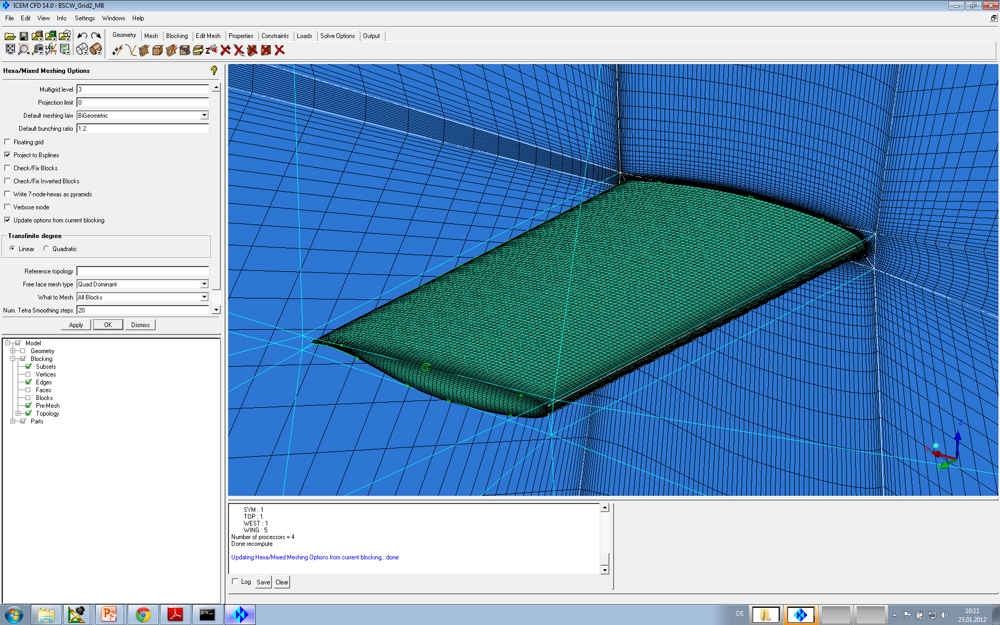 ICEM CFD 14.0 : BSCW_Grid2_MB
File Edit View Info Settings Windows Help
Geometry Mesh Blocking Edit Mesh Properties Constraints Loads Solve Options Output
Hexa/Mixed Meshing Options
Multigrid level 3
Projection limit 0
Default meshing law BiGeometric
Default bunching ratio 1.2
Floating grid
Project to Bsplines
Check/Fix Blocks
Check/Fix Inverted Blocks
Write 7-node-hexas as pyramids
Verbose mode
Update options from current blocking
Transfinite degree
Linear Quadratic
Reference topology
Free face mesh type Quad Dominant
What to Mesh All Blocks
Num. Tetra Smoothing steps 20
Apply OK Dismiss
Model
Geometry
Blocking
Subsets
Vertices
Edges
Faces
Blocks
Pre-Mesh
Topology
Parts
Z
X
Y
SYM : 1
TOP : 1
WEST : 1
WING : 5
Number of processors = 4
Done recompute
Updating Hexa/Mixed Meshing Options from current blocking...done
Log Save Clear
DE
10:11
23.01.2012